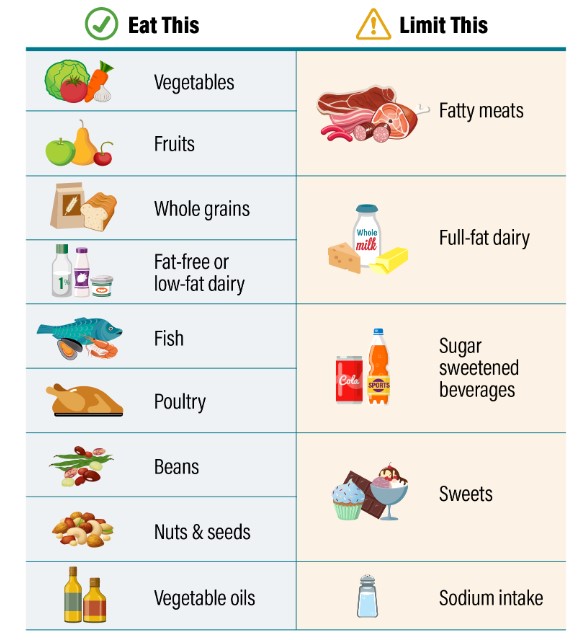 Eat This
Limit This
Vegetables
Fruits
Whole grains
1%
Fat-free or
low-fat dairy
Fish
Poultry
Beans
Nuts & seeds
Vegetable oils
Fatty meats
Whole
milk
Full-fat dairy
Cola
SPORTS
Sugar
sweetened
beverages
Sweets
Sodium intake